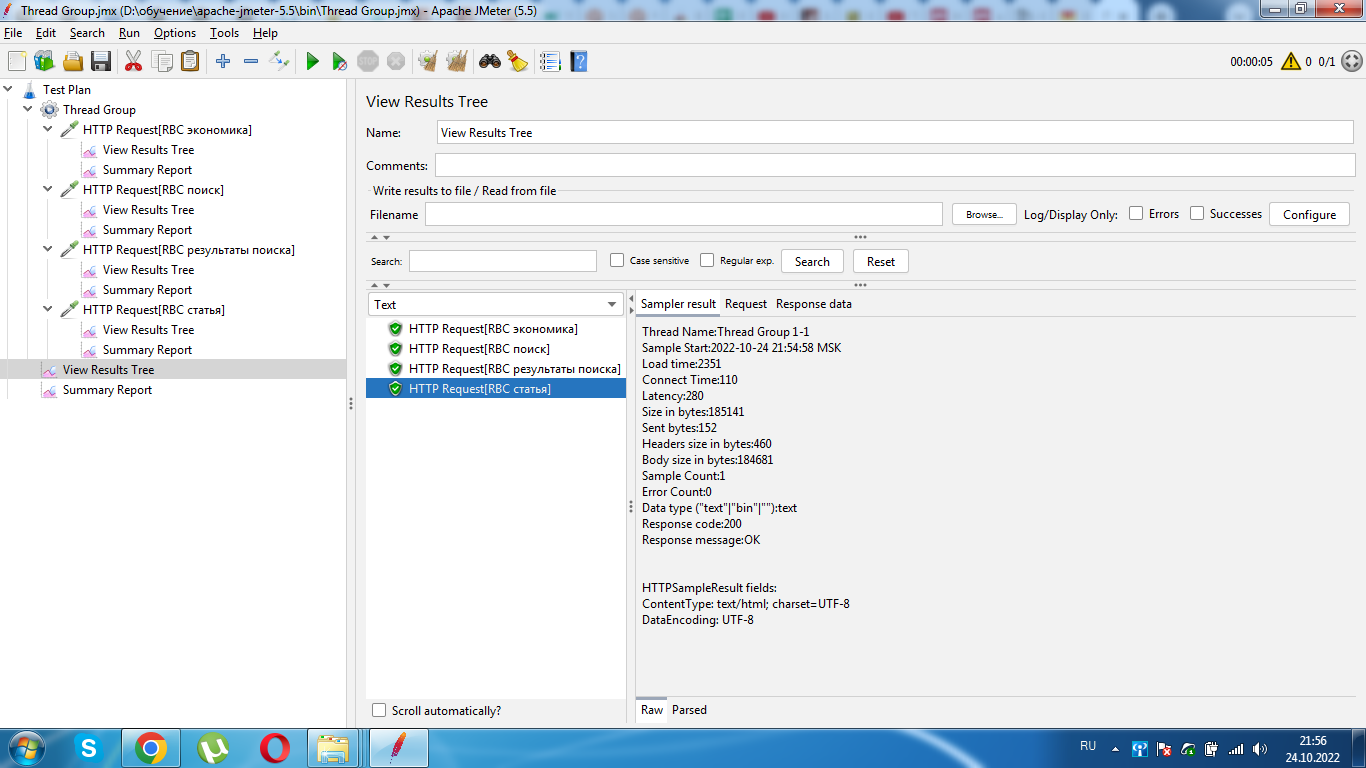 Thread Group.jmx (D:\обучение\apache-jmeter-5.5\bin\Thread Group.jmx) - Apache JMeter (5.5)
File Edit Search Run Options Tools Help
STOP 00:00:05 0 0/1
Test Plan
Thread Group
HTTP Request[RBC экономика]
View Results Tree
Summary Report
HTTP Request[RBC поиск]
View Results Tree
Summary Report
HTTP Request[RBC результаты поиска]
View Results Tree
Summary Report
HTTP Request[RBC статья]
View Results Tree
Summary Report
View Results Tree
Summary Report
View Results Tree
Name: View Results Tree
Comments:
Write results to file / Read from file
Filename Browse... Log/Display Only: Errors Successes Configure
Search: Case sensitive Regular exp. Search Reset
Text
HTTP Request[RBC экономика]
HTTP Request[RBC поиск]
HTTP Request[RBC результаты поиска]
HTTP Request[RBC статья]
Scroll automatically?
Sampler result Request Response data
Thread Name:Thread Group 1-1
Sample Start:2022-10-24 21:54:58 MSK
Load time:2351
Connect Time:110
Latency:280
Size in bytes:185141
Sent bytes:152
Headers size in bytes:460
Body size in bytes:184681
Sample Count:1
Error Count:0
Data type ("text"|"bin"|""):text
Response code:200
Response message:OK
HTTPSampleResult fields:
ContentType: text/html; charset=UTF-8
DataEncoding: UTF-8
Raw Parsed
RU 21:56
24.10.2022